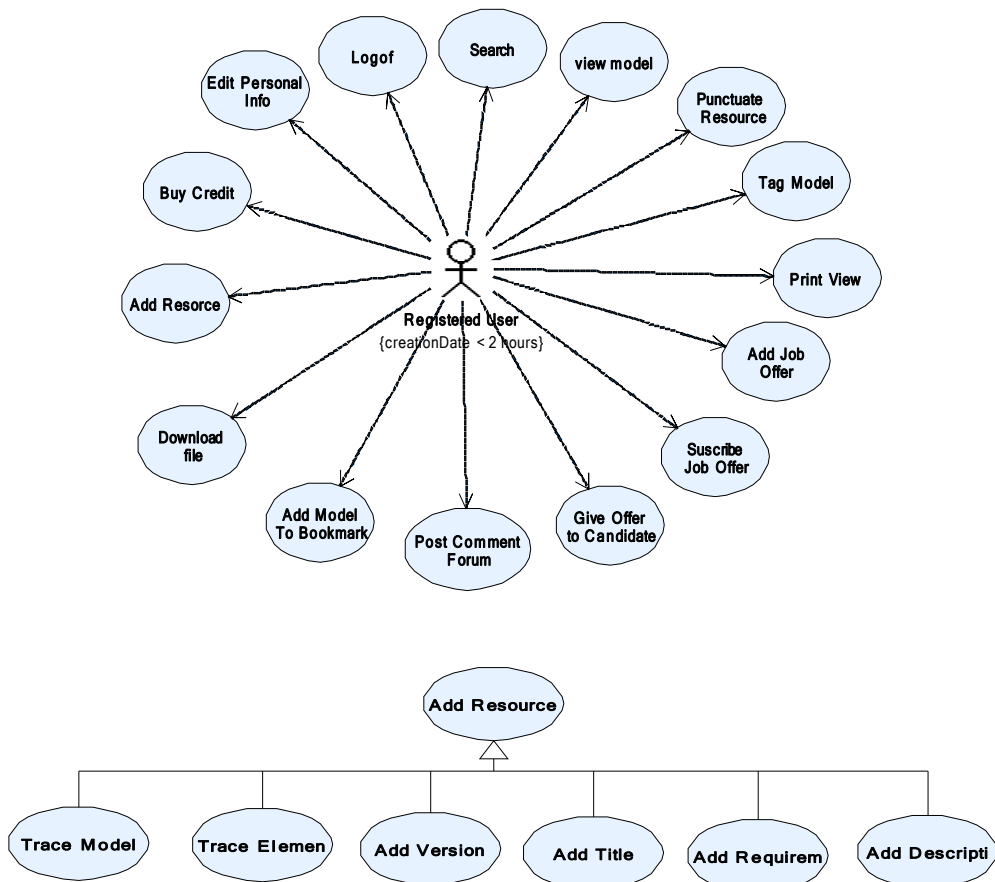 Search
Logof
view model
Edit Personal
Info
Punctuate
Resource
Tag Model
Buy Credit
Print View
Add Resorce
Registered User
{creationDate < 2 hours}
Add Job
Offer
Download
file
Suscribe
Job Offer
Add Model
To Bookmark
Give Offer
to Candidate
Post Comment
Forum
Add Resource
Trace Model
Trace Elemen
Add Version
Add Title
Add Requirem
Add Descripti